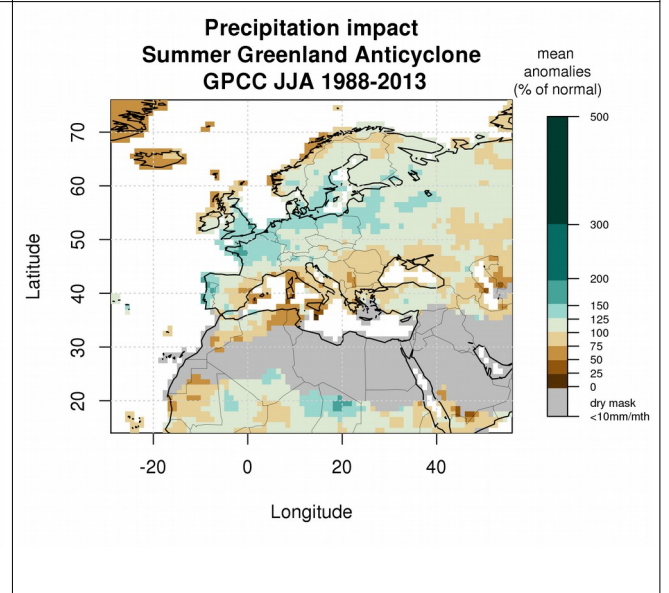 Precipitation impact
Summer Greenland Anticyclone
GPCC JJA 1988-2013
mean
anomalies
(% of normal)
500
300
200
150
125
100
75
50
25
0
dry mask
<10mm/mth
Latitude
70
60
50
40
30
20
-20 0 20 40
Longitude